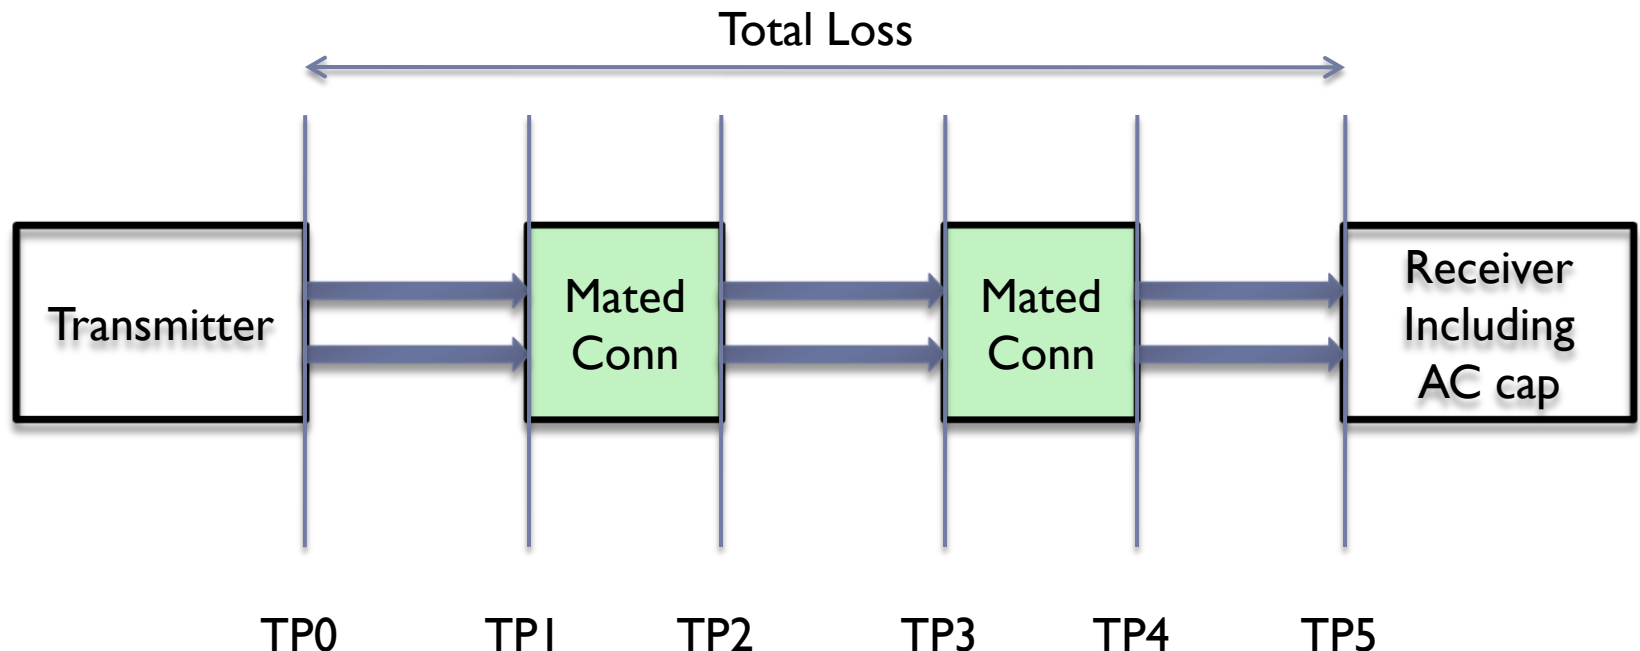 Total Loss
Transmitter
Mated
Conn
Mated
Conn
Receiver
Including
AC cap
TP0
TP1
TP2
TP3
TP4
TP5